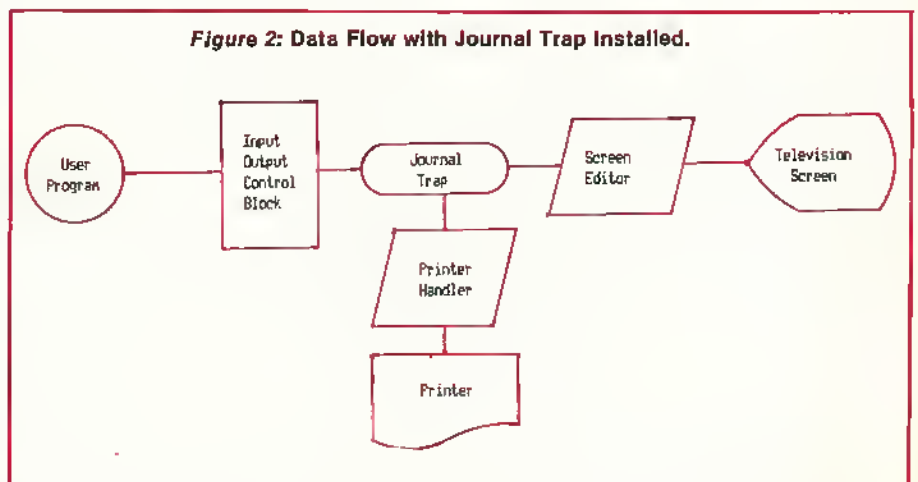 Figure 2: Data Flow with Journal Trap Installed.
User
Program
Input
Output
Control
Block
Journal
Trap
Screen
Editor
Television
Screen
Printer
Handler
Printer